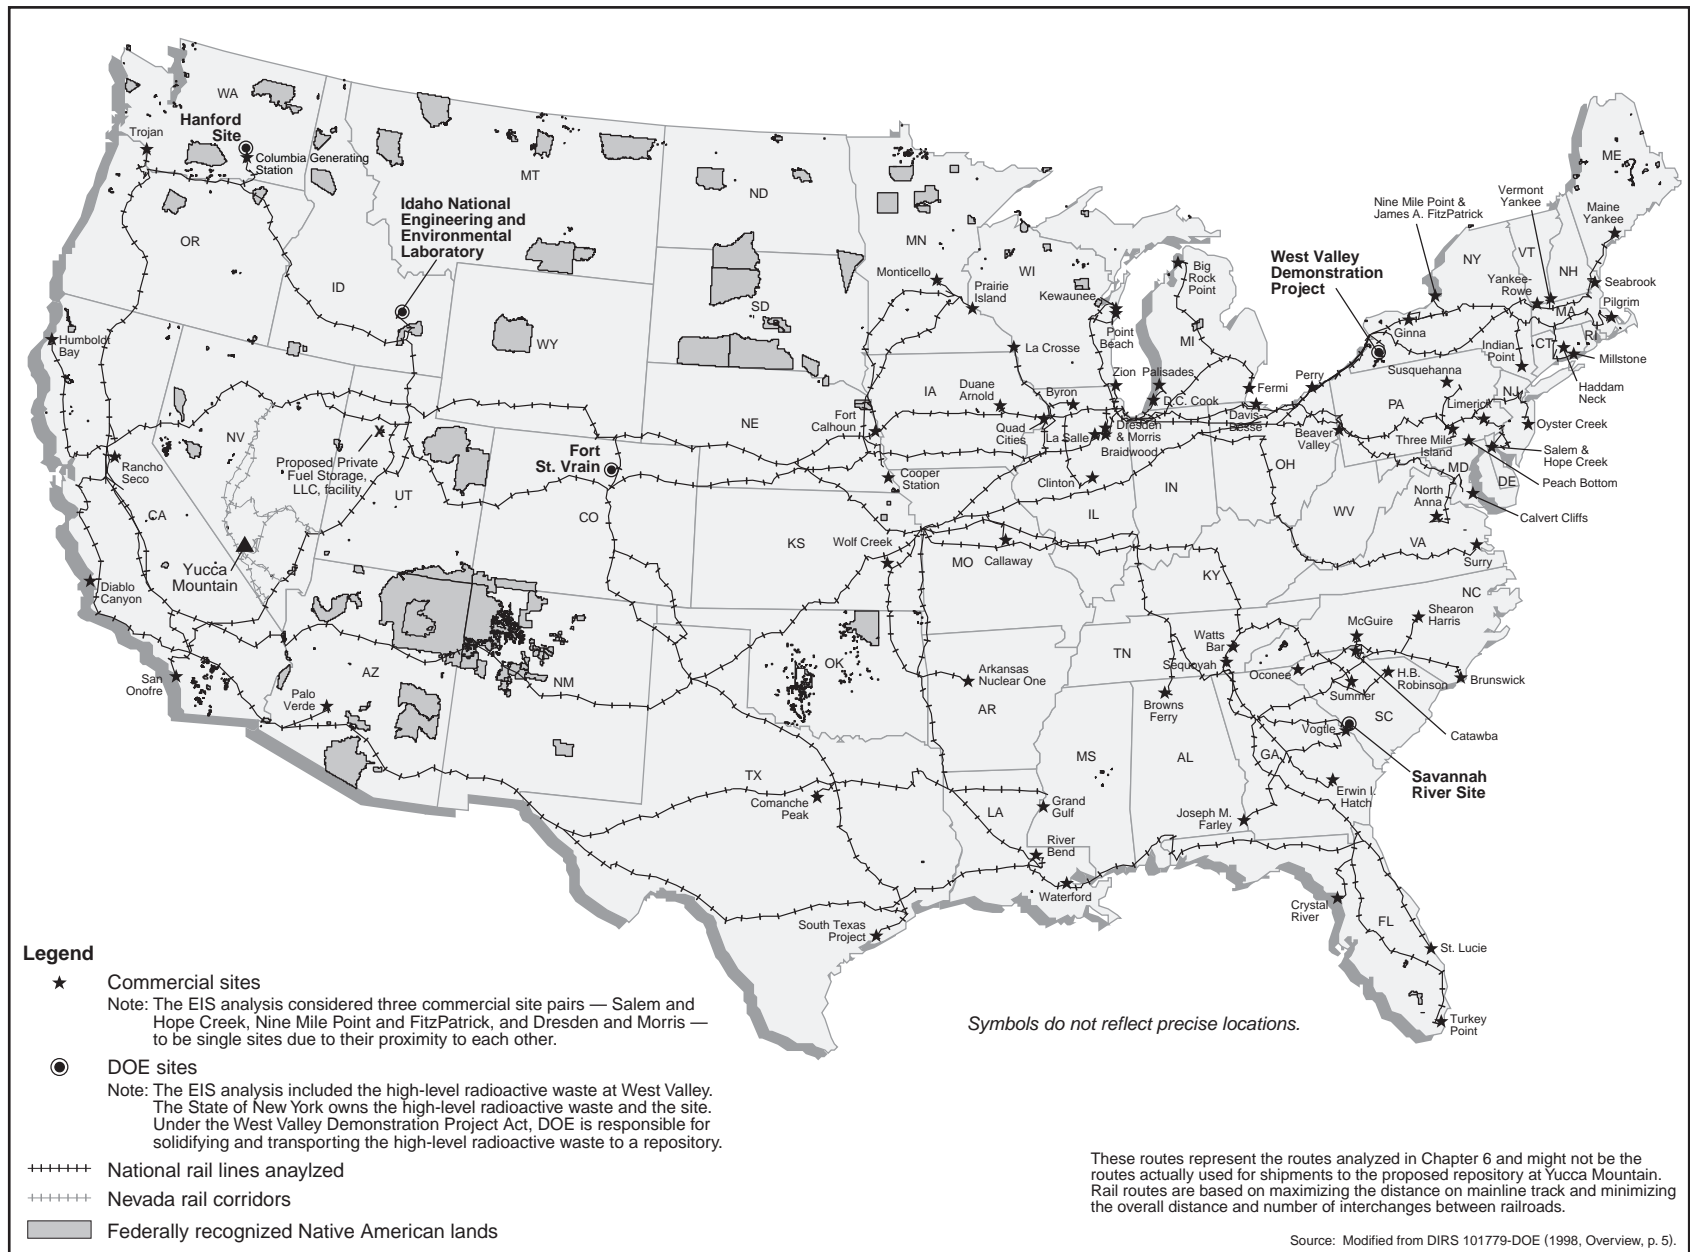 WA
Hanford
Site
Trojan
Columbia Generating
Station
MT
ND
Idaho National
Engineering and
Environmental
Laboratory
OR
ID
MN
WI
Monticello
Prairie
Island
Kewaunee
Point
Beach
Big
Rock
Point
MI
West Valley
Demonstration
Project
Nine Mile Point &
James A. FitzPatrick
Vermont
Yankee
ME
Maine
Yankee
NY
VT
NH
Yankee-
Rowe
Seabrook
Pilgrim
MA
RI
CT
Ginna
Indian
Point
Millstone
Haddam
Neck
Humboldt
Bay
WY
SD
La Crosse
Zion
Palisades
D.C. Cook
Fermi
Perry
Davis-
Besse
Susquehanna
NJ
PA
Limerick
Oyster Creek
Beaver
Valley
Three Mile
Island
Salem &
Hope Creek
Peach Bottom
MD
DE
Calvert Cliffs
IA
Duane
Arnold
Byron
Quad
Cities
La Salle
Dresden
& Morris
Braidwood
Fort
Calhoun
NE
NV
Rancho
Seco
Proposed Private
Fuel Storage,
LLC, facility
Fort
St. Vrain
UT
CO
Cooper
Station
Clinton
OH
IN
IL
WV
North
Anna
VA
Surry
CA
Yucca
Mountain
KS
Wolf Creek
MO
Callaway
KY
NC
Diablo
Canyon
McGuire
Shearon
Harris
Watts
Bar
Sequoyah
Oconee
H.B.
Robinson
Brunswick
Summer
SC
Catawba
San
Onofre
AZ
Palo
Verde
NM
OK
Arkansas
Nuclear One
TN
AR
Browns
Ferry
MS
AL
GA
Vogtle
Savannah
River Site
TX
Comanche
Peak
LA
Grand
Gulf
River
Bend
Waterford
Joseph M.
Farley
Erwin I.
Hatch
Crystal
River
FL
St. Lucie
Turkey
Point
South Texas
Project
Legend
Commercial sites
Note: The EIS analysis considered three commercial site pairs — Salem and
Hope Creek, Nine Mile Point and FitzPatrick, and Dresden and Morris —
to be single sites due to their proximity to each other.
DOE sites
Note: The EIS analysis included the high-level radioactive waste at West Valley.
The State of New York owns the high-level radioactive waste and the site.
Under the West Valley Demonstration Project Act, DOE is responsible for
solidifying and transporting the high-level radioactive waste to a repository.
National rail lines anaylzed
Nevada rail corridors
Federally recognized Native American lands
Symbols do not reflect precise locations.
These routes represent the routes analyzed in Chapter 6 and might not be the
routes actually used for shipments to the proposed repository at Yucca Mountain.
Rail routes are based on maximizing the distance on mainline track and minimizing
the overall distance and number of interchanges between railroads.
Source: Modified from DIRS 101779-DOE (1998, Overview, p. 5).